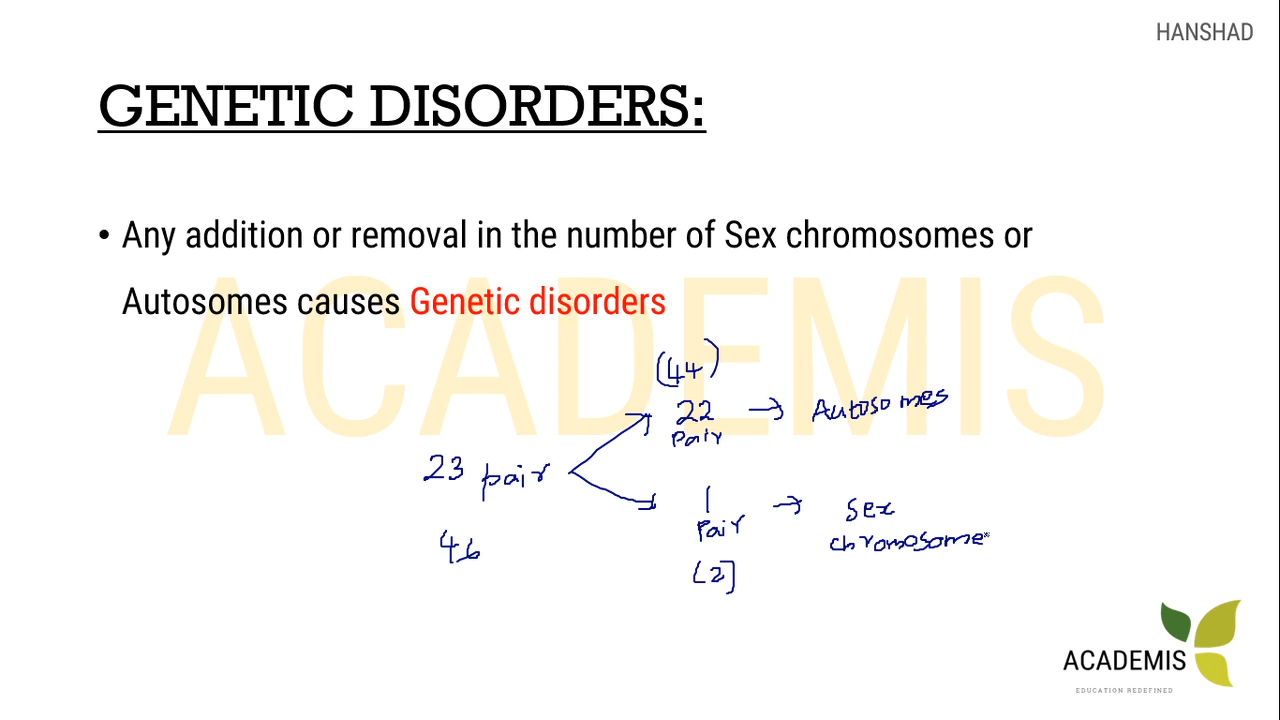 HANSHAD
GENETIC DISORDERS:
• Any addition or removal in the number of Sex chromosomes or
Autosomes causes Genetic disorders
ACADEMIS
(44)
22 → Autosomes
Pair
23 pair
1 → Sex
Pair chromosome
46
[2]
ACADEMIS
EDUCATION REDEFINED